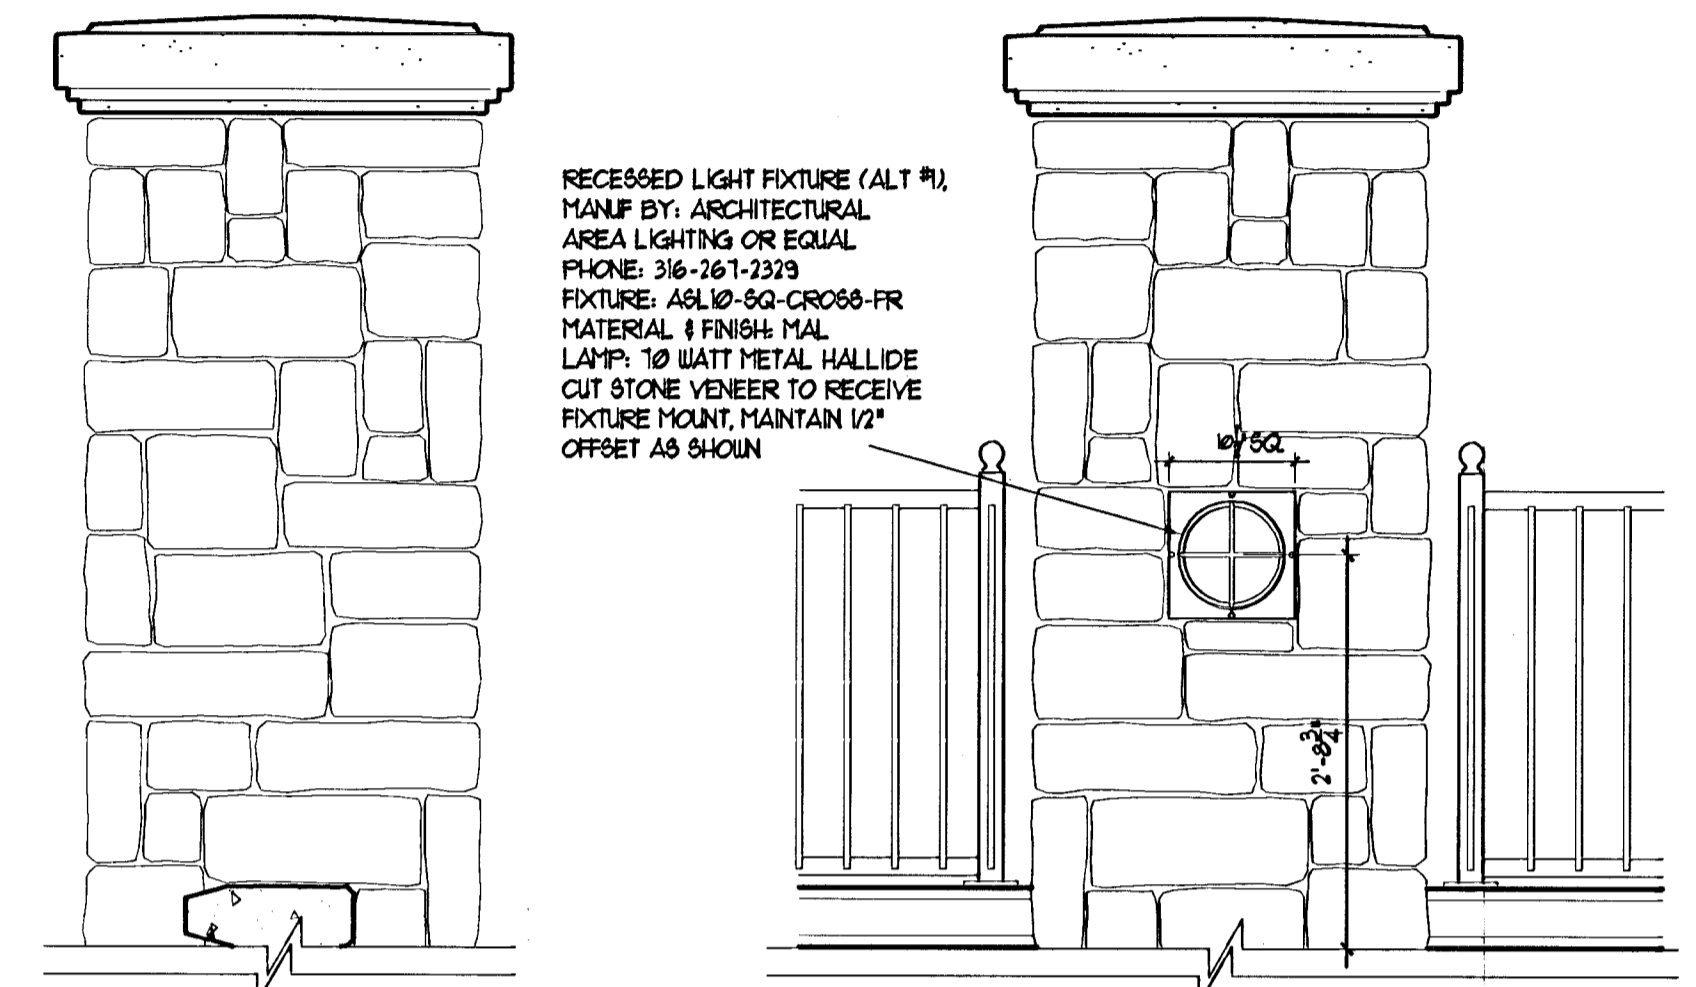 RECESSED LIGHT FIXTURE (ALT #1),
MANUF BY: ARCHITECTURAL
AREA LIGHTING OR EQUAL
PHONE: 316-267-2329
FIXTURE: ASL10-SQ-CROSS-FR
MATERIAL & FINISH: MAL
LAMP: 70 WATT METAL HALLIDE
CUT STONE VENEER TO RECEIVE
FIXTURE MOUNT, MAINTAIN 1/2"
OFFSET AS SHOWN
10" SQ
2'-8 3/4"